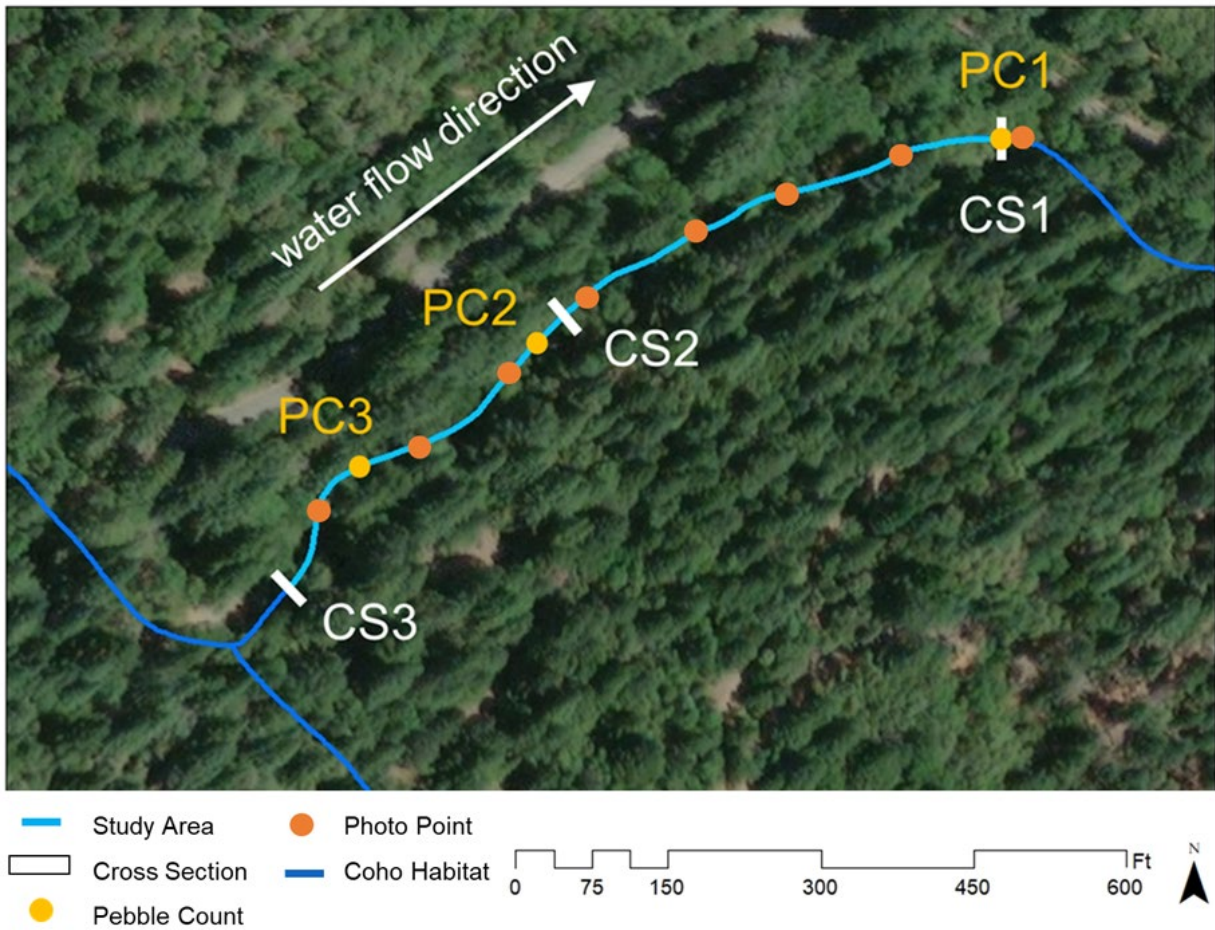 PC1
water flow direction
CS1
PC2
CS2
PC3
CS3
Study Area
Photo Point
Cross Section
Coho Habitat
Pebble Count
Ft
0 75 150 300 450 600
N